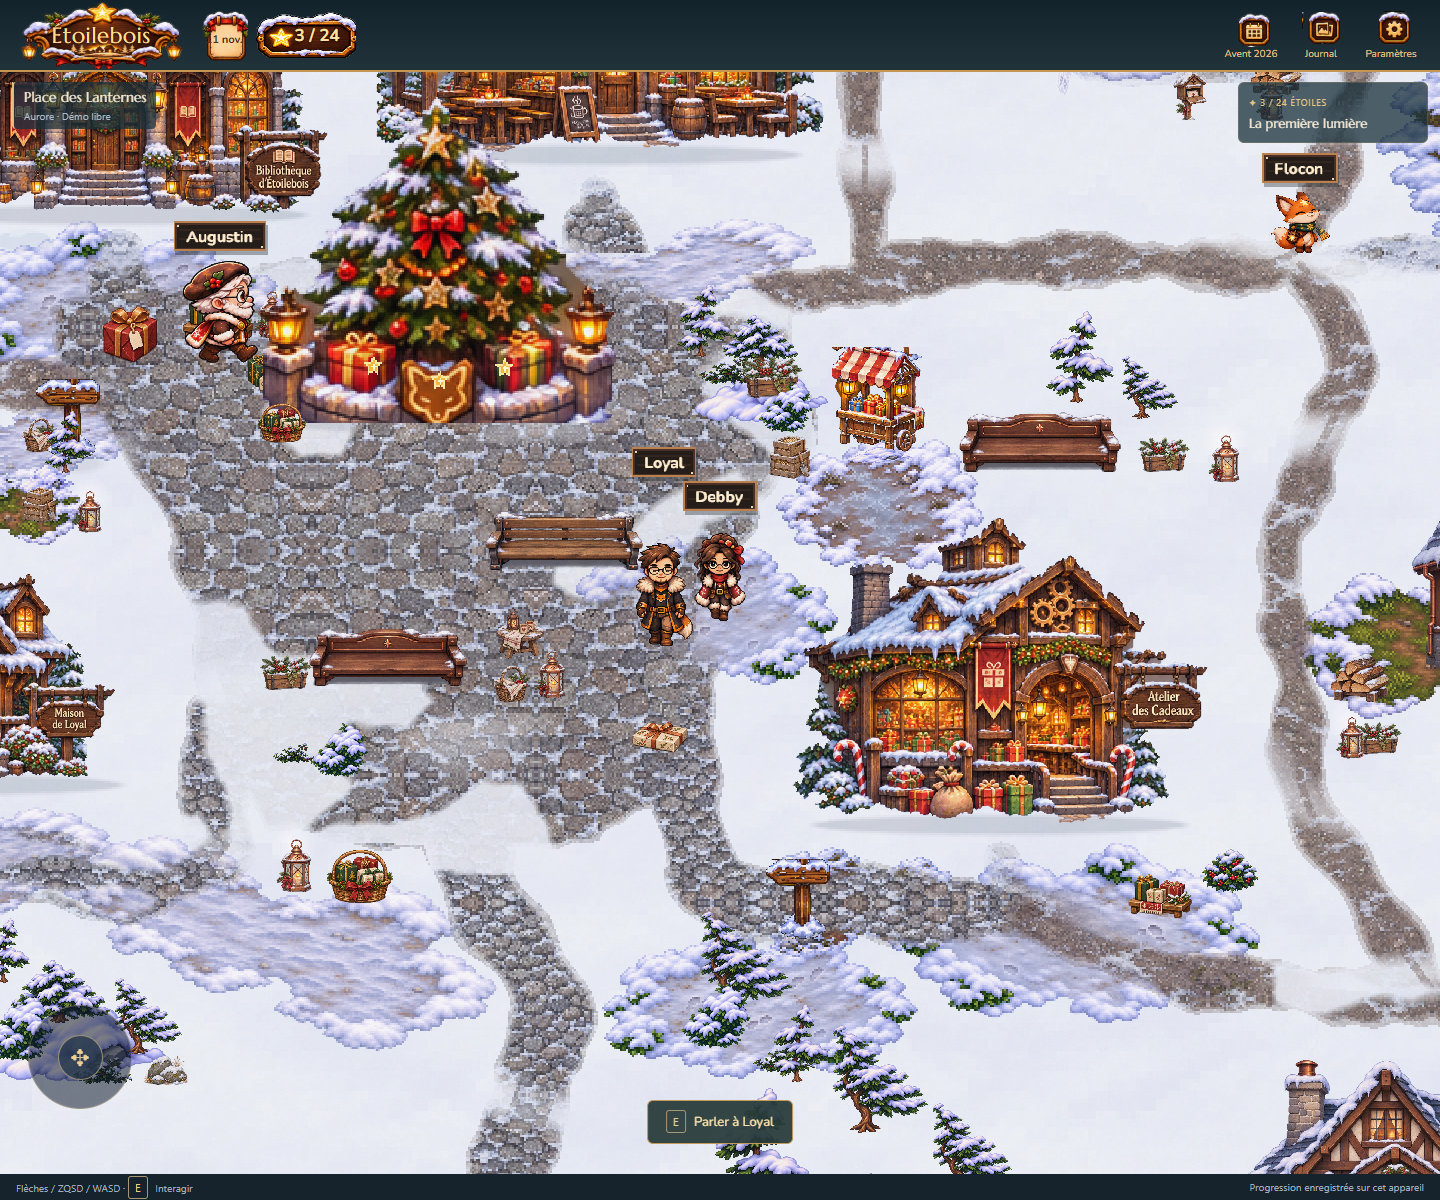 Etoilebois
1 nov.
3 / 24
Avent 2026
Journal
Paramètres
Place des Lanternes
Aurore · Démo libre
✦ 3 / 24 ÉTOILES
La première lumière
Bibliothèque
d'Étoilebois
Flocon
Augustin
Loyal
Debby
Maison
de Loyal
Atelier
des Cadeaux
E Parler à Loyal
Flèches / ZQSD / WASD · E Interagir
Progression enregistrée sur cet appareil